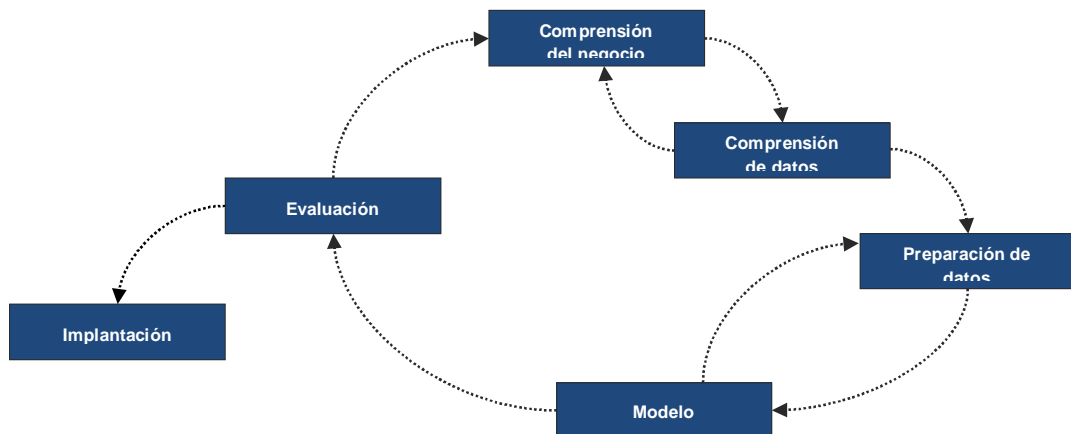 Comprensión
del negocio
Comprensión
de datos
Evaluación
Preparación de
datos
Implantación
Modelo